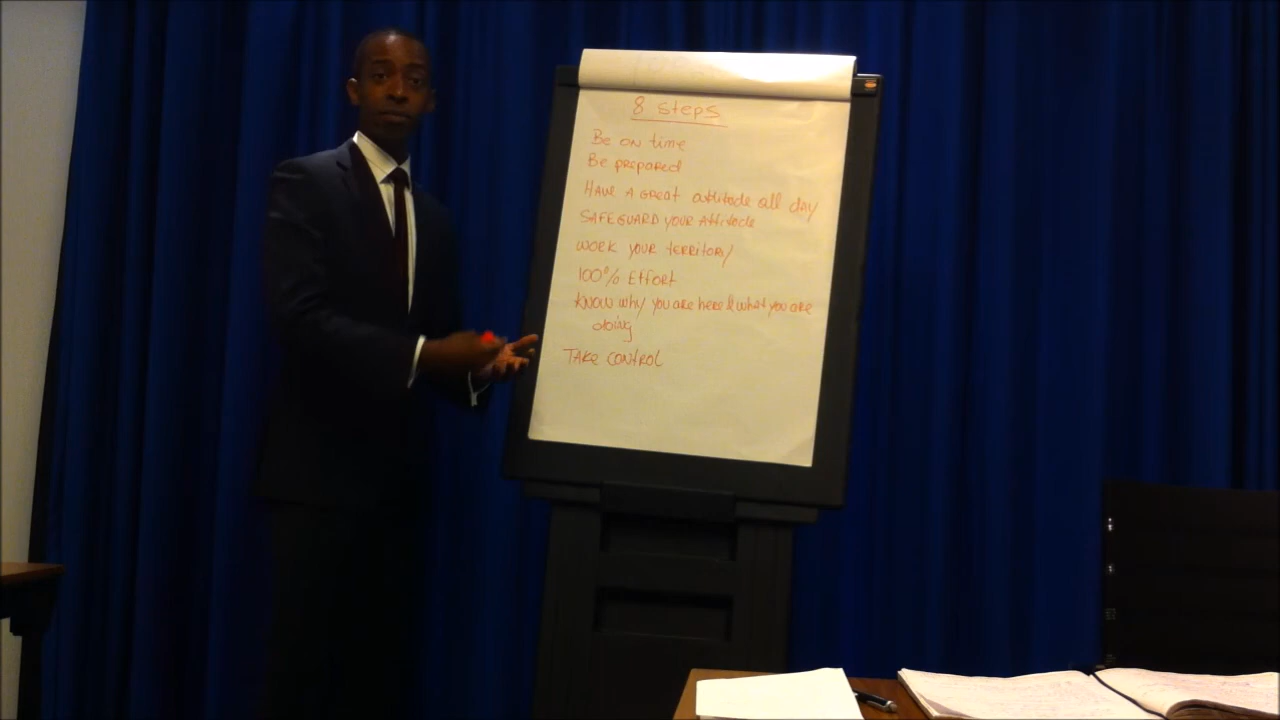 8 Steps
Be on time
Be prepared
Have a great attitude all day
SAFEGUARD YOUR Attitude
WORK YOUR TERRITORY
100% Effort
KNOW why you are here & what you are
doing
TAKE CONTROL